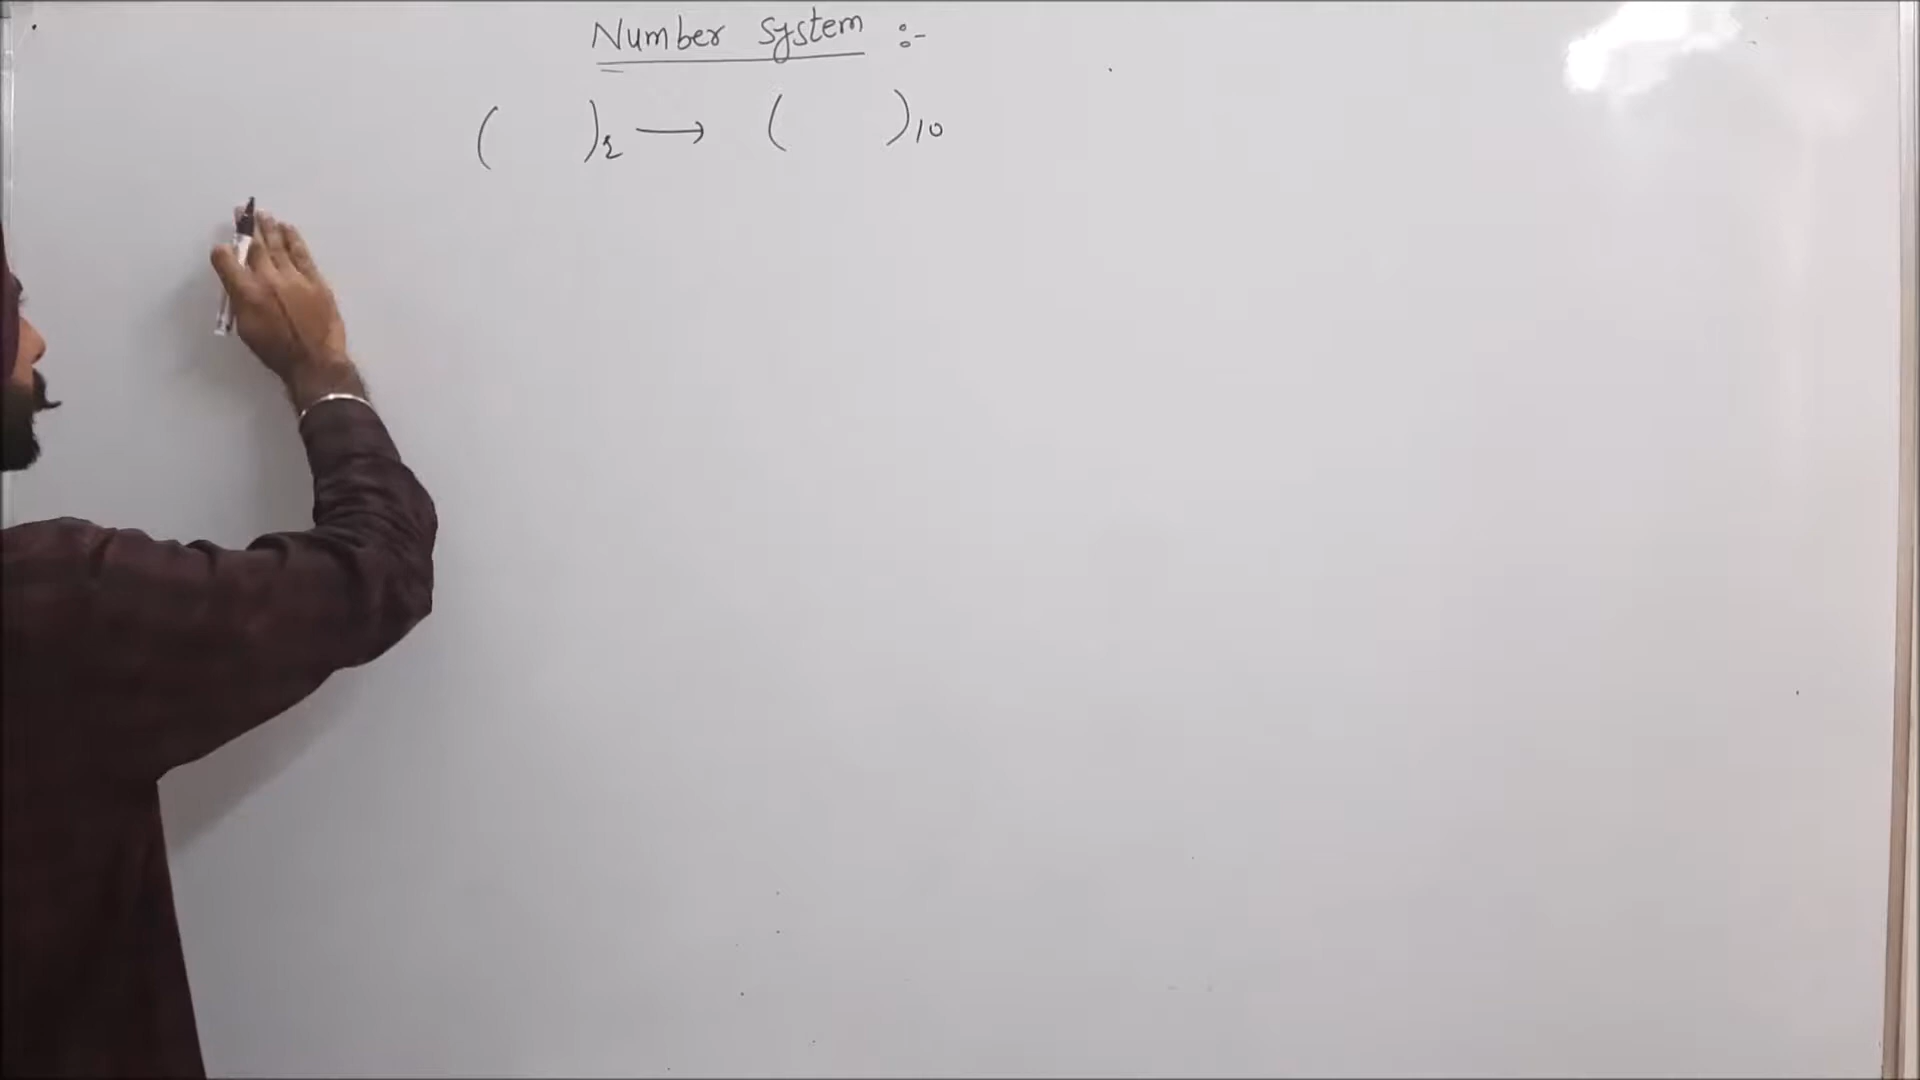 Number system :-
( )₂ → ( )₁₀